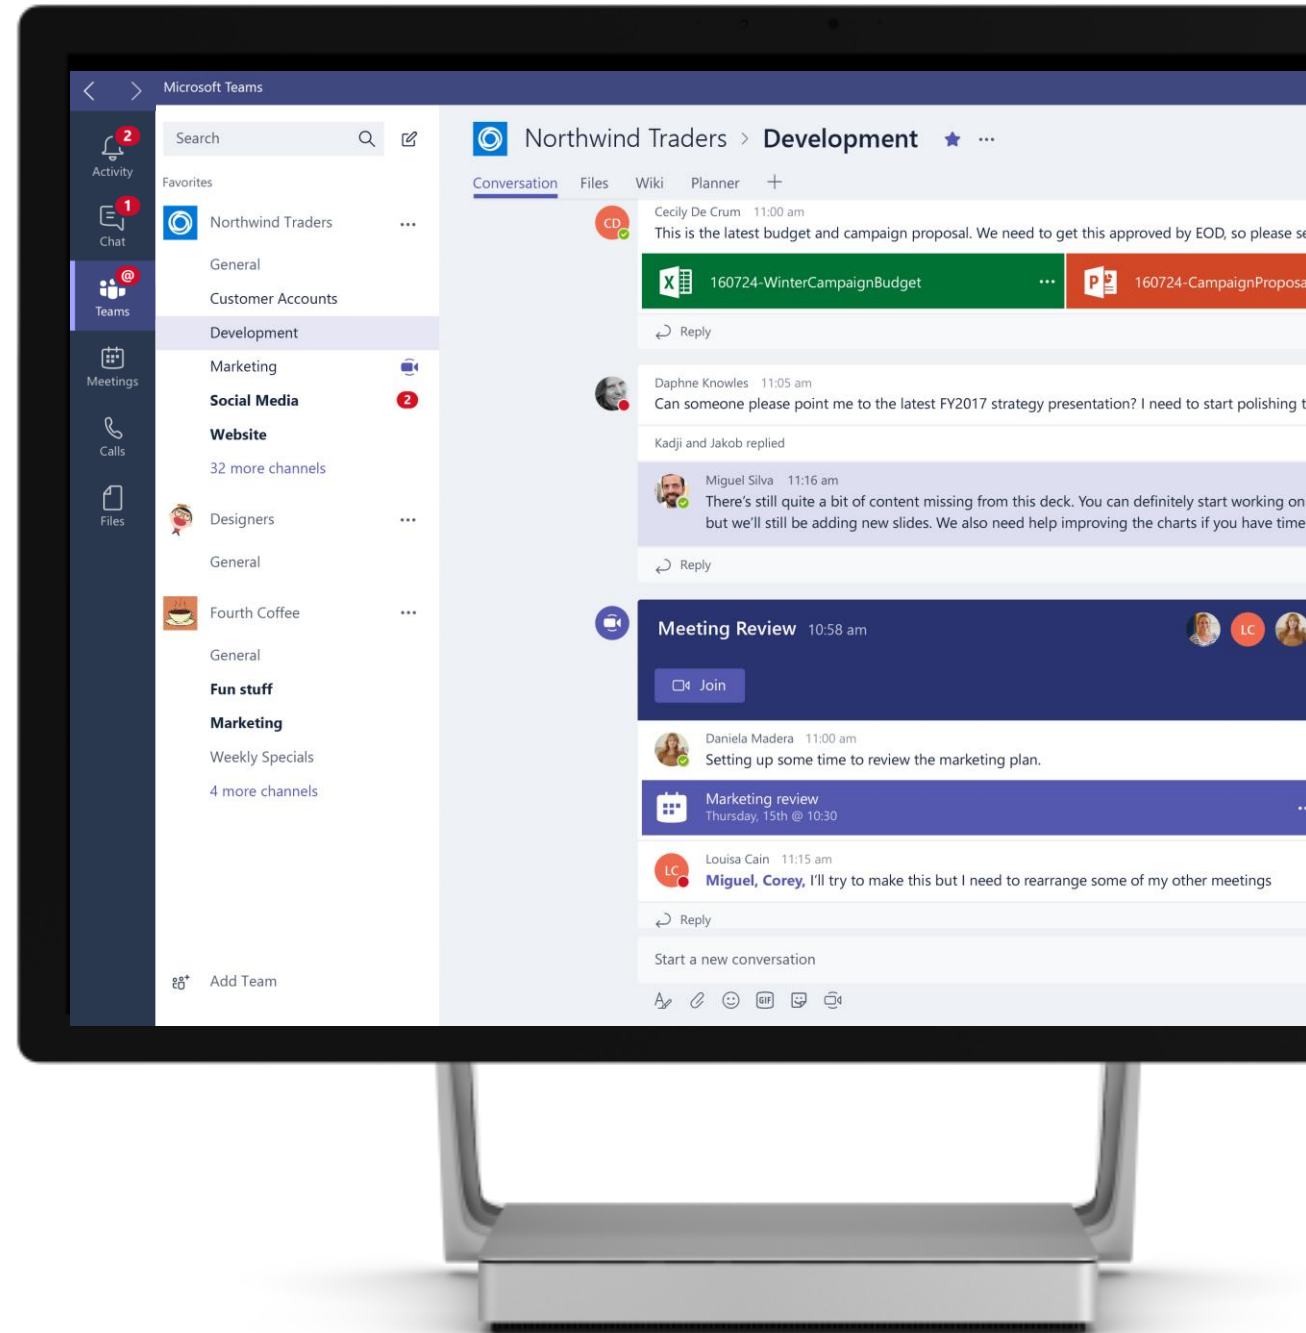 Microsoft Teams
2
Activity
1
Chat
@
Teams
Meetings
Calls
Files
Search
Favorites
Northwind Traders
General
Customer Accounts
Development
Marketing
Social Media 2
Website
32 more channels
Designers
General
Fourth Coffee
General
Fun stuff
Marketing
Weekly Specials
4 more channels
Add Team
Northwind Traders > Development
Conversation Files Wiki Planner
CD
Cecily De Crum 11:00 am
This is the latest budget and campaign proposal. We need to get this approved by EOD, so please se
X 160724-WinterCampaignBudget
P 160724-CampaignProposa
Reply
Daphne Knowles 11:05 am
Can someone please point me to the latest FY2017 strategy presentation? I need to start polishing t
Kadji and Jakob replied
Miguel Silva 11:16 am
There's still quite a bit of content missing from this deck. You can definitely start working on
but we'll still be adding new slides. We also need help improving the charts if you have time
Reply
Meeting Review 10:58 am
LC
Join
Daniela Madera 11:00 am
Setting up some time to review the marketing plan.
Marketing review
Thursday, 15th @ 10:30
LC
Louisa Cain 11:15 am
Miguel, Corey, I'll try to make this but I need to rearrange some of my other meetings
Reply
Start a new conversation
GIF